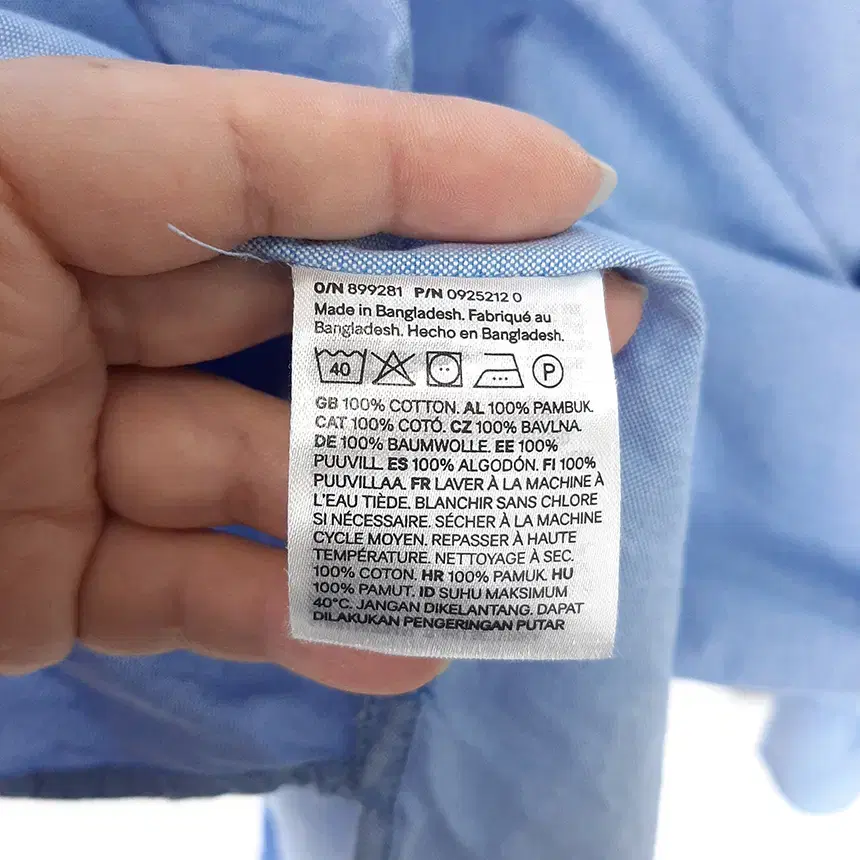 O/N 899281 P/N 0925212 0
Made in Bangladesh. Fabriqué au
Bangladesh. Hecho en Bangladesh.
40 P
GB 100% COTTON. AL 100% PAMBUK.
CAT 100% COTÓ. CZ 100% BAVLNA.
DE 100% BAUMWOLLE. EE 100%
PUUVILL. ES 100% ALGODÓN. FI 100%
PUUVILLAA. FR LAVER À LA MACHINE À
L'EAU TIÈDE. BLANCHIR SANS CHLORE
SI NÉCESSAIRE. SÉCHER À LA MACHINE
CYCLE MOYEN. REPASSER À HAUTE
TEMPÉRATURE. NETTOYAGE À SEC.
100% COTON. HR 100% PAMUK. HU
100% PAMUT. ID SUHU MAKSIMUM
40°C. JANGAN DIKELANTANG. DAPAT
DILAKUKAN PENGERINGAN PUTAR